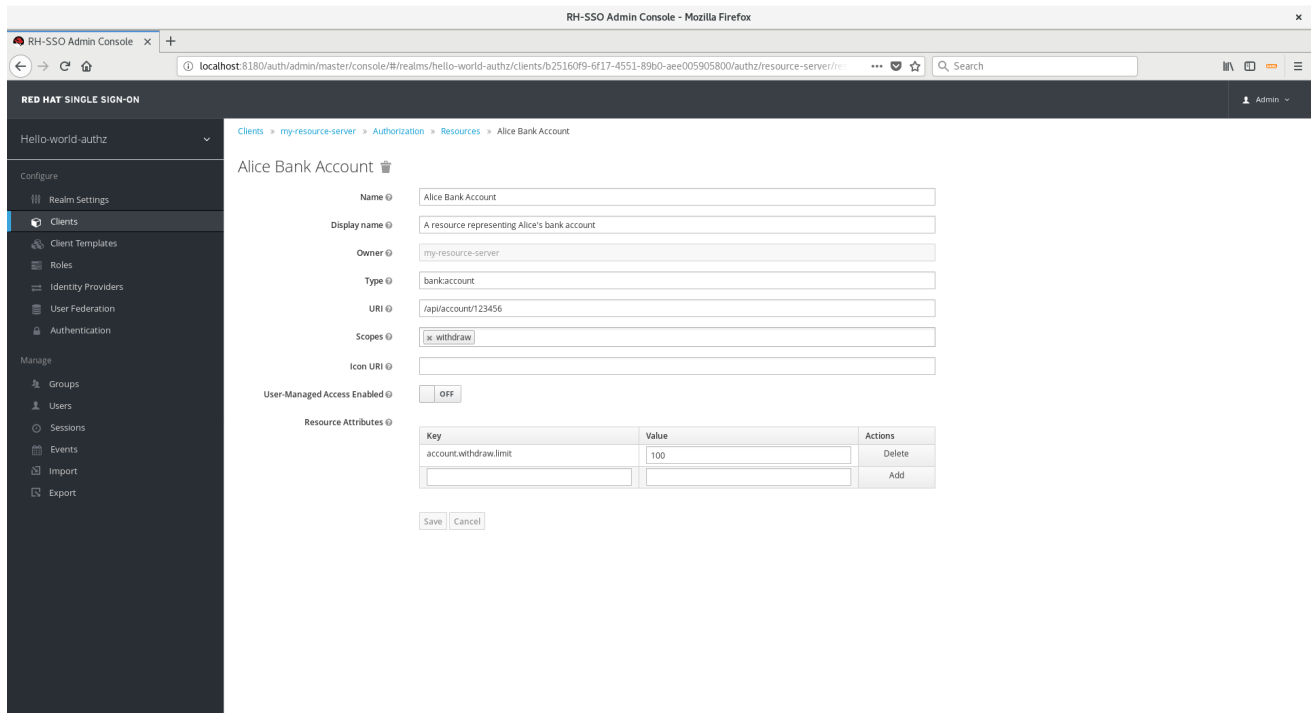 RH-SSO Admin Console - Mozilla Firefox
RH-SSO Admin Console
localhost:8180/auth/admin/master/console/#/realms/hello-world-authz/clients/b25160f9-6f17-4551-89b0-aee005905800/authz/resource-server/re
Search
RED HAT SINGLE SIGN-ON
Admin
Hello-world-authz
Configure
Realm Settings
Clients
Client Templates
Roles
Identity Providers
User Federation
Authentication
Manage
Groups
Users
Sessions
Events
Import
Export
Clients » my-resource-server » Authorization » Resources » Alice Bank Account
Alice Bank Account
Name Alice Bank Account
Display name A resource representing Alice's bank account
Owner my-resource-server
Type bank:account
URI /api/account/123456
Scopes withdraw
Icon URI
User-Managed Access Enabled OFF
Resource Attributes
Key Value Actions
account.withdraw.limit 100 Delete
Add
Save Cancel